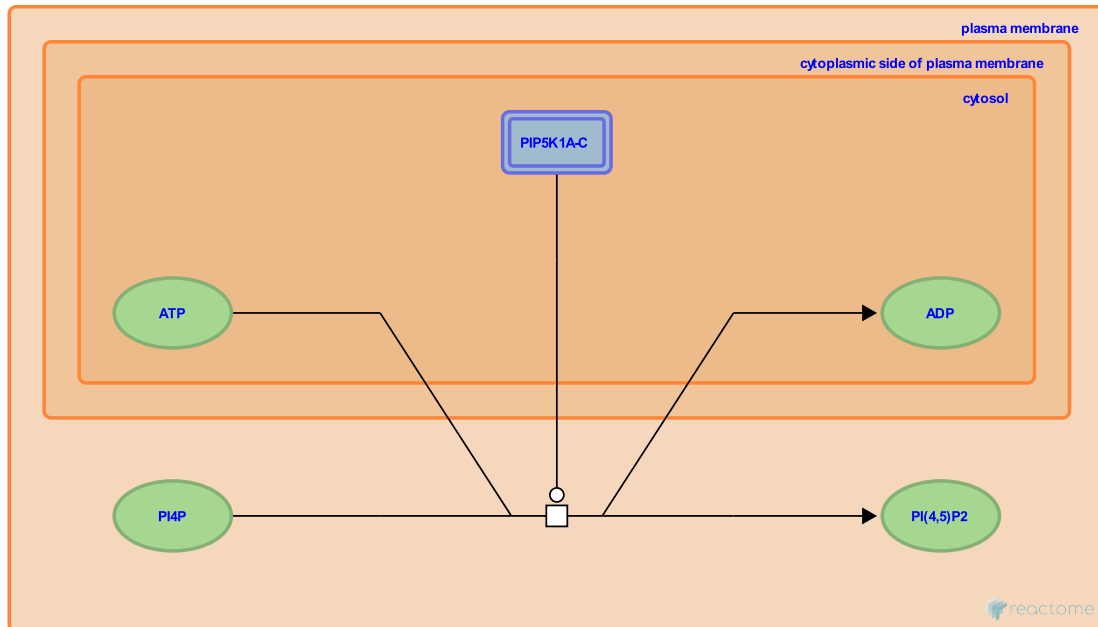 plasma membrane
cytoplasmic side of plasma membrane
cytosol
PIP5K1A-C
ATP
ADP
PI4P
PI(4,5)P2
reactome